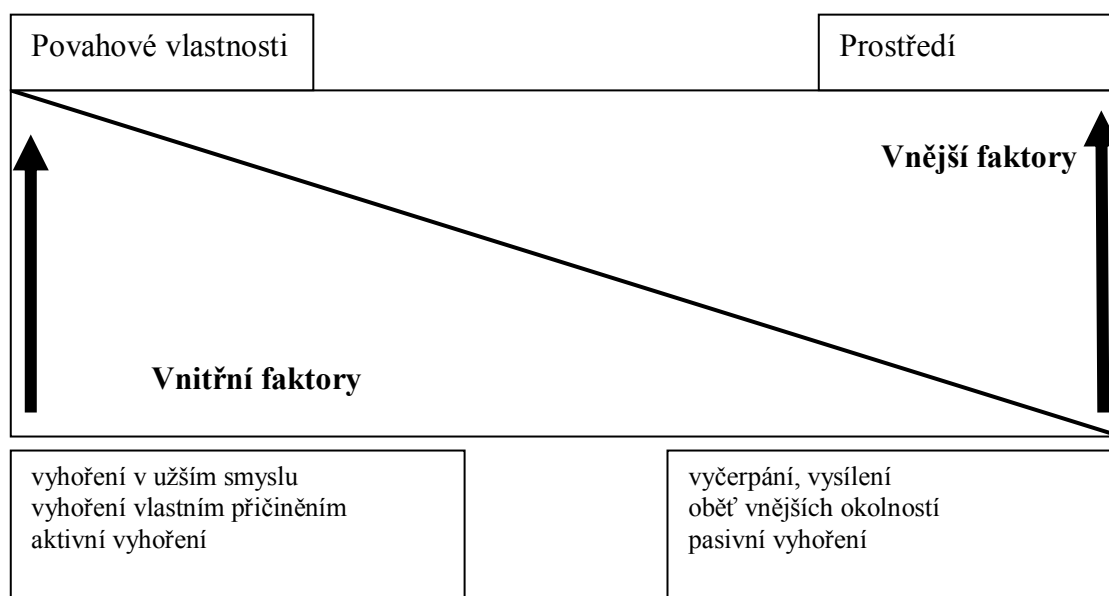 Povahové vlastnosti
Prostředí
Vnější faktory
Vnitřní faktory
vyhoření v užším smyslu
vyhoření vlastním přičiněním
aktivní vyhoření
vyčerpání, vysílení
oběť vnějších okolností
pasivní vyhoření